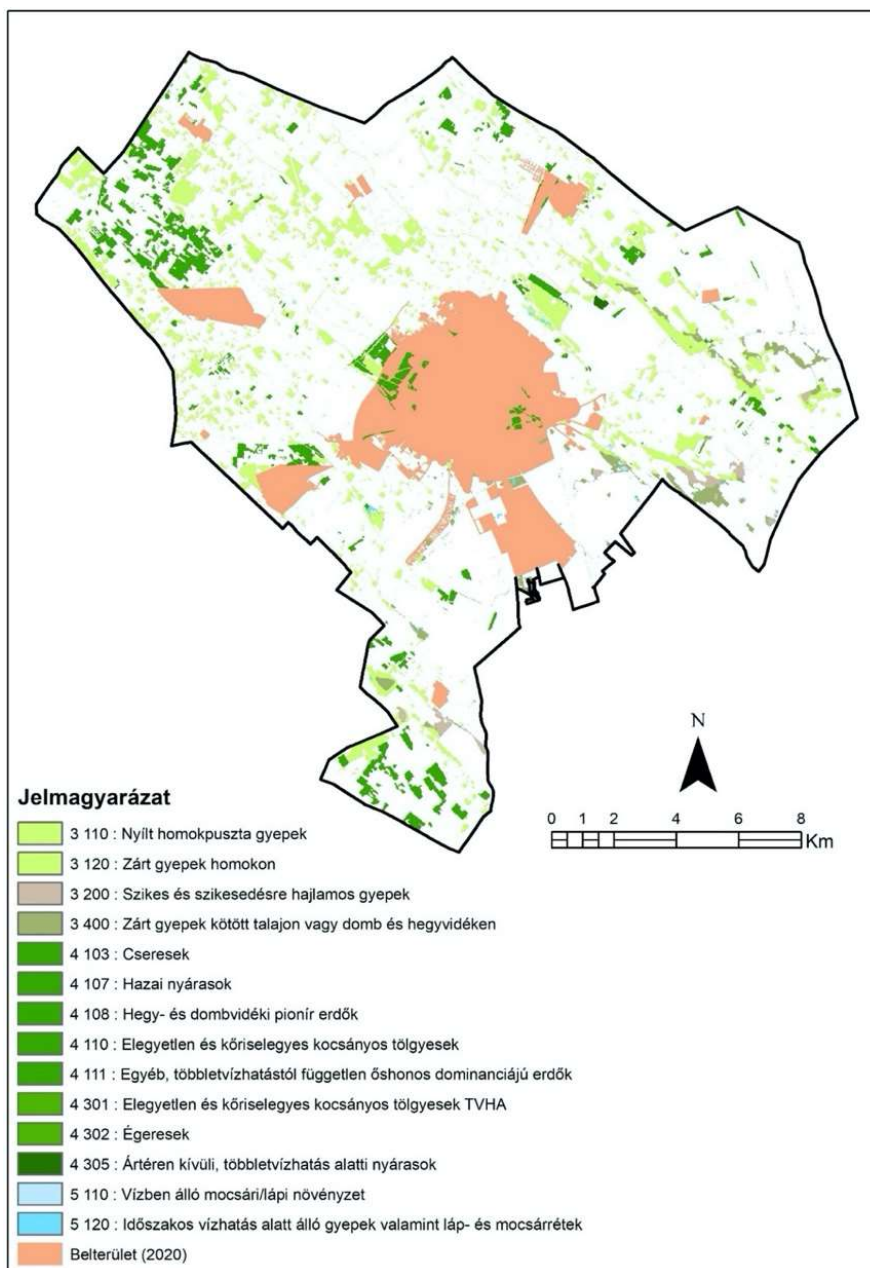 N
0 1 2 4 6 8
Km
Jelmagyarázat
3 110 : Nyílt homokpuszta gyepek
3 120 : Zárt gyepek homokon
3 200 : Szikes és szikesedésre hajlamos gyepek
3 400 : Zárt gyepek kötött talajon vagy domb és hegyvidéken
4 103 : Cseresek
4 107 : Hazai nyárasok
4 108 : Hegy- és dombvidéki pionír erdők
4 110 : Elegyetlen és kőriselegyes kocsányos tölgyesek
4 111 : Egyéb, többletvízhatástól független őshonos dominanciájú erdők
4 301 : Elegyetlen és kőriselegyes kocsányos tölgyesek TVHA
4 302 : Égeresek
4 305 : Ártéren kívüli, többletvízhatás alatti nyárasok
5 110 : Vízben álló mocsári/lápi növényzet
5 120 : Időszakos vízhatás alatt álló gyepek valamint láp- és mocsárrétek
Belterület (2020)